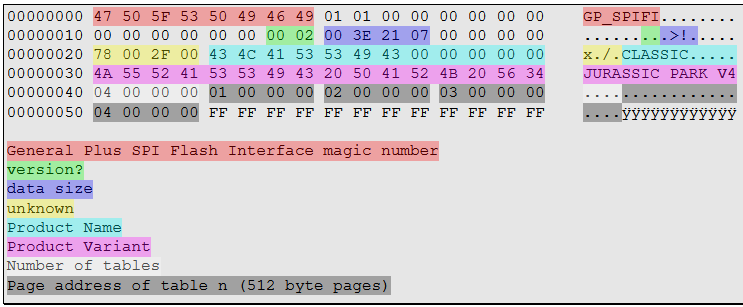 00000000 47 50 5F 53 50 49 46 49 01 01 00 00 00 00 00 00 GP_SPIFI........
00000010 00 00 00 00 00 00 00 02 00 3E 21 07 00 00 00 00 .........>!.....
00000020 78 00 2F 00 43 4C 41 53 53 49 43 00 00 00 00 00 x./.CLASSIC.....
00000030 4A 55 52 41 53 53 49 43 20 50 41 52 4B 20 56 34 JURASSIC PARK V4
00000040 04 00 00 00 01 00 00 00 02 00 00 00 03 00 00 00 ................
00000050 04 00 00 00 FF FF FF FF FF FF FF FF FF FF FF FF ....ÿÿÿÿÿÿÿÿÿÿÿÿ
General Plus SPI Flash Interface magic number
version?
data size
unknown
Product Name
Product Variant
Number of tables
Page address of table n (512 byte pages)